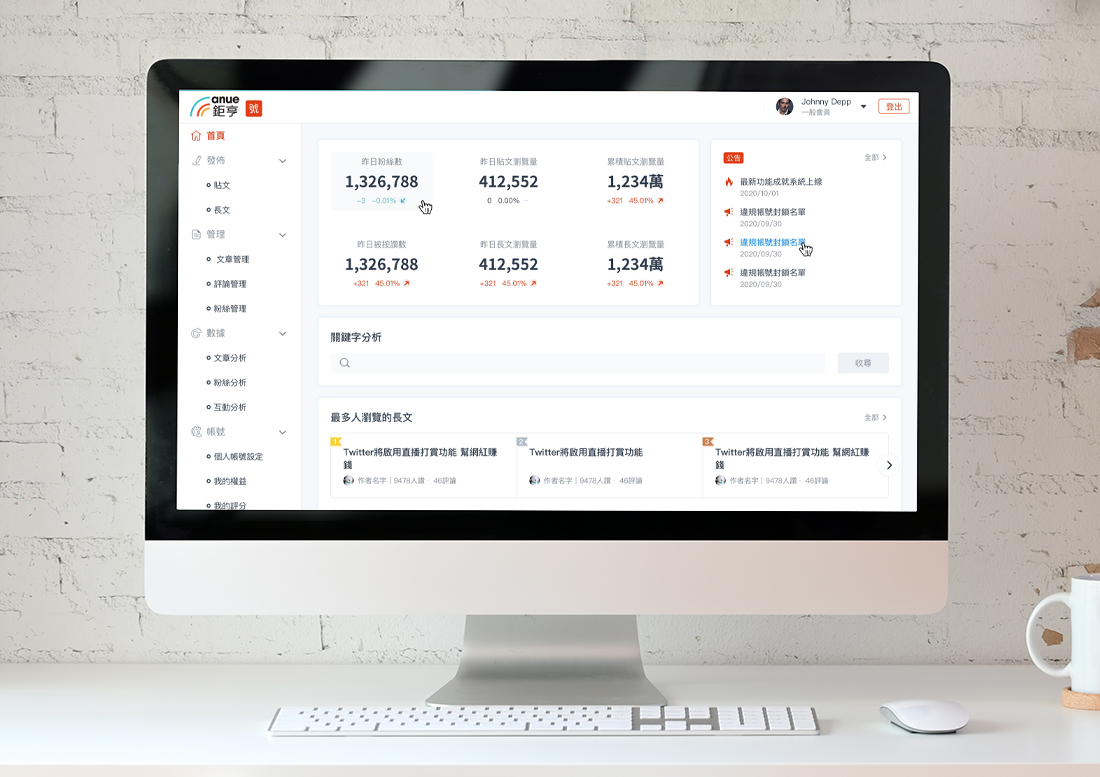 anue
鉅亨 號
Johnny Depp
一般會員
登出
首頁
發佈
貼文
長文
管理
文章管理
評論管理
粉絲管理
數據
文章分析
粉絲分析
互動分析
帳號
個人帳號設定
我的權益
我的評分
昨日粉絲數
1,326,788
-3 -0.01%
昨日貼文瀏覽量
412,552
0 0.00% -
累積貼文瀏覽量
1,234萬
+321 45.01%
昨日被按讚數
1,326,788
+321 45.01%
昨日長文瀏覽量
412,552
+321 45.01%
累積長文瀏覽量
1,234萬
+321 45.01%
公告
全部
最新功能成就系統上線
2020/10/01
違規帳號封鎖名單
2020/09/30
違規帳號封鎖名單
2020/09/30
違規帳號封鎖名單
2020/09/30
關鍵字分析
收尋
最多人瀏覽的長文
全部
1
Twitter將啟用直播打賞功能 幫網紅賺
錢
作者名字｜9478人讚 · 46評論
2
Twitter將啟用直播打賞功能
作者名字｜9478人讚 · 46評論
3
Twitter將啟用直播打賞功能 幫網紅賺
錢
作者名字｜9478人讚 · 46評論